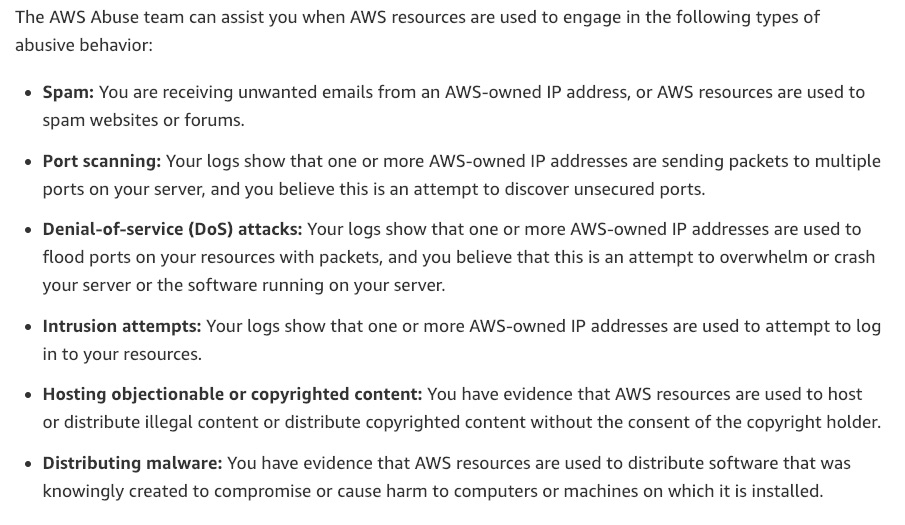 The AWS Abuse team can assist you when AWS resources are used to engage in the following types of
abusive behavior:
• Spam: You are receiving unwanted emails from an AWS-owned IP address, or AWS resources are used to
spam websites or forums.
• Port scanning: Your logs show that one or more AWS-owned IP addresses are sending packets to multiple
ports on your server, and you believe this is an attempt to discover unsecured ports.
• Denial-of-service (DoS) attacks: Your logs show that one or more AWS-owned IP addresses are used to
flood ports on your resources with packets, and you believe that this is an attempt to overwhelm or crash
your server or the software running on your server.
• Intrusion attempts: Your logs show that one or more AWS-owned IP addresses are used to attempt to log
in to your resources.
• Hosting objectionable or copyrighted content: You have evidence that AWS resources are used to host
or distribute illegal content or distribute copyrighted content without the consent of the copyright holder.
• Distributing malware: You have evidence that AWS resources are used to distribute software that was
knowingly created to compromise or cause harm to computers or machines on which it is installed.